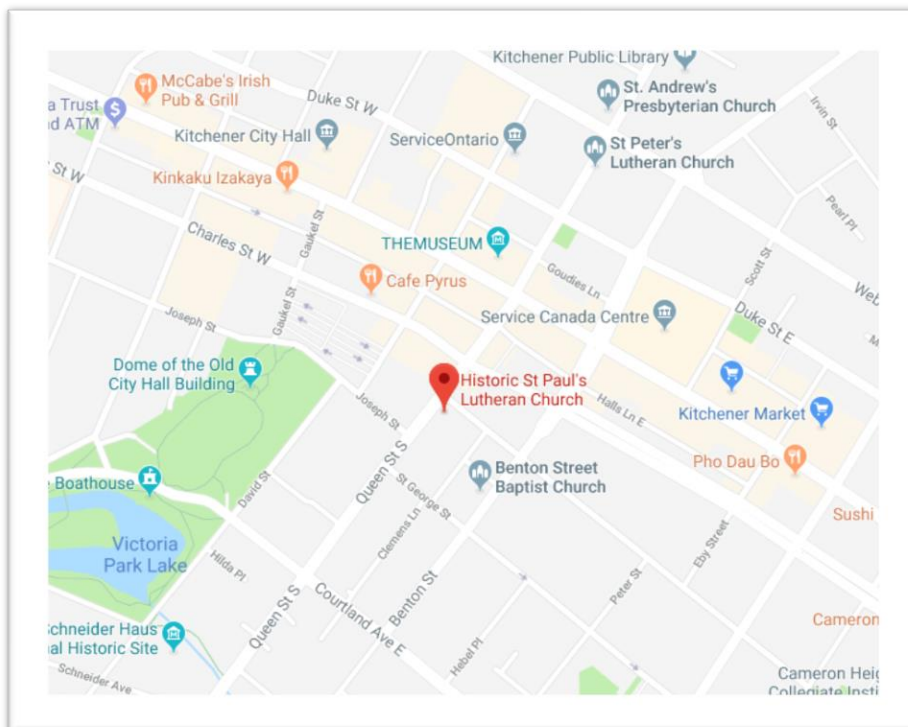 Kitchener Public Library
McCabe's Irish
Pub & Grill
St. Andrew's
Presbyterian Church
a Trust
nd ATM
Duke St W
Irvin St
Kitchener City Hall
ServiceOntario
St Peter's
Lutheran Church
St W
Kinkaku Izakaya
Pearl Pl
Charles St W
Gaukel St
THEMUSEUM
Scott St
Goudies Ln
Cafe Pyrus
Web
Joseph St
Gaukel St
Service Canada Centre
Duke St E
M
Dome of the Old
City Hall Building
Historic St Paul's
Lutheran Church
Joseph St
Halls Ln E
Kitchener Market
Queen St S
Pho Dau Bo
Benton Street
Baptist Church
e Boathouse
David St
St George St
Sushi
Victoria
Park Lake
Clemens Ln
Eby Street
Hilda Pl
Peter St
Courtland Ave E
Benton St
Queen St S
Cameron
Schneider Haus
al Historic Site
Hebel Pl
Schneider Ave
Cameron Heig
Collegiate Insti